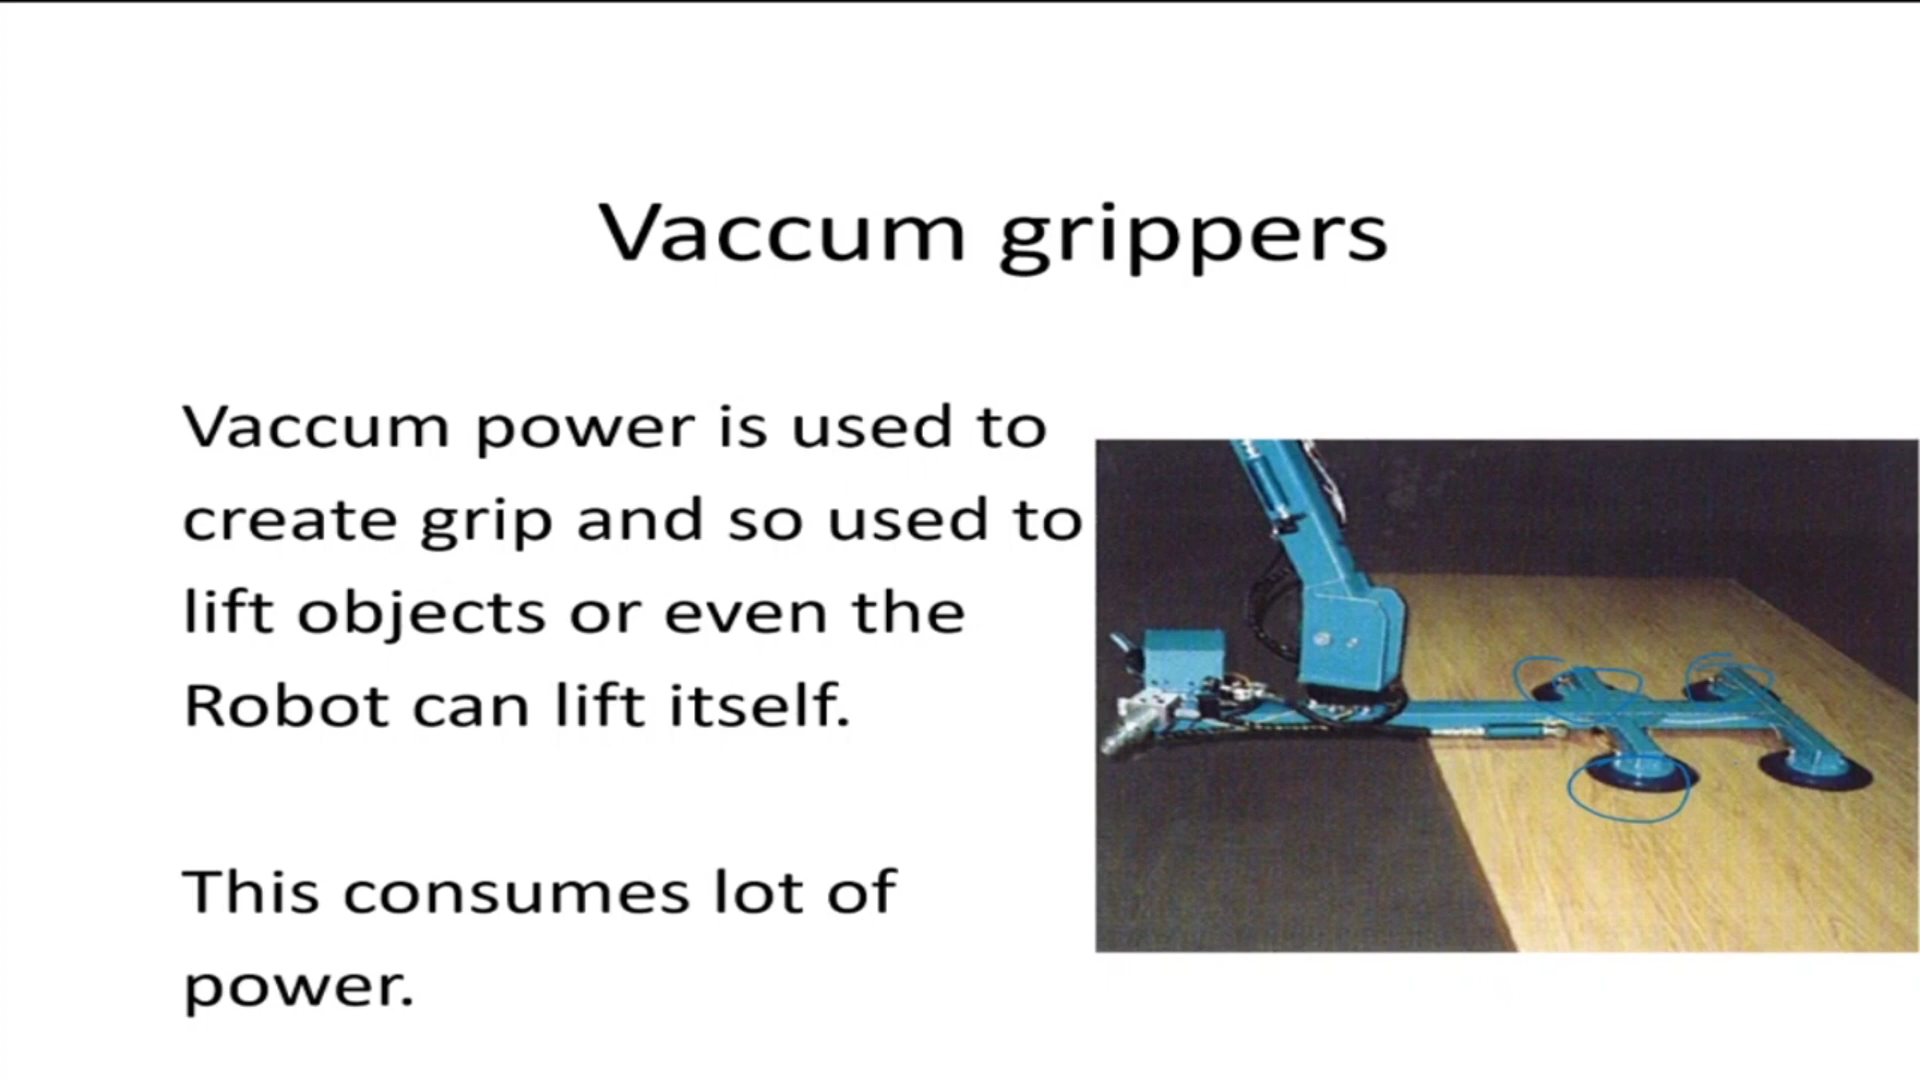 Vaccum grippers
Vaccum power is used to
create grip and so used to
lift objects or even the
Robot can lift itself.
This consumes lot of
power.